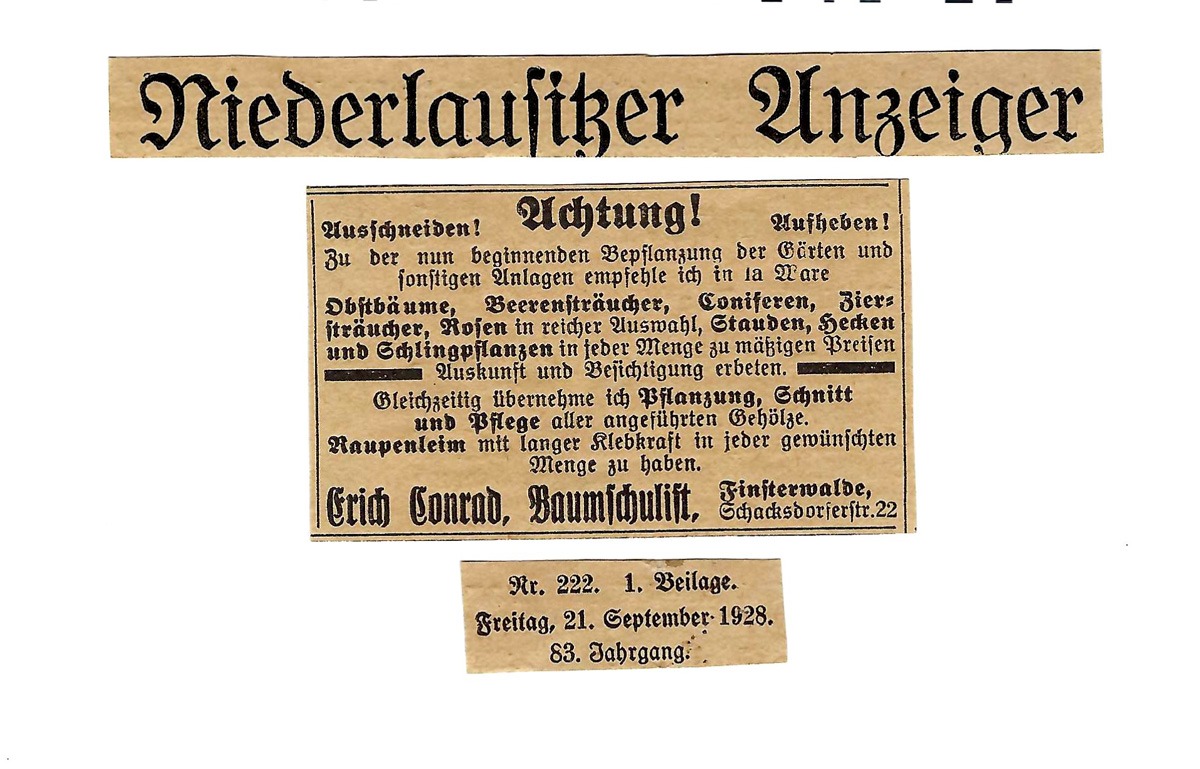 Niederlausitzer Anzeiger
Achtung!
Ausschneiden! Aufheben!
Zu der nun beginnenden Bepflanzung der Gärten und
sonstigen Anlagen empfehle ich in 1a Ware
Obstbäume, Beerensträucher, Coniferen, Zier-
sträucher, Rosen in reicher Auswahl, Stauden, Hecken
und Schlingpflanzen in jeder Menge zu mäßigen Preisen
Auskunft und Besichtigung erbeten.
Gleichzeitig übernehme ich Pflanzung, Schnitt
und Pflege aller angeführten Gehölze.
Raupenleim mit langer Klebkraft in jeder gewünschten
Menge zu haben.
Erich Conrad, Baumschulist, Finsterwalde,
Schacksdorferstr. 22
Nr. 222. 1. Beilage.
Freitag, 21. September 1928.
83. Jahrgang.